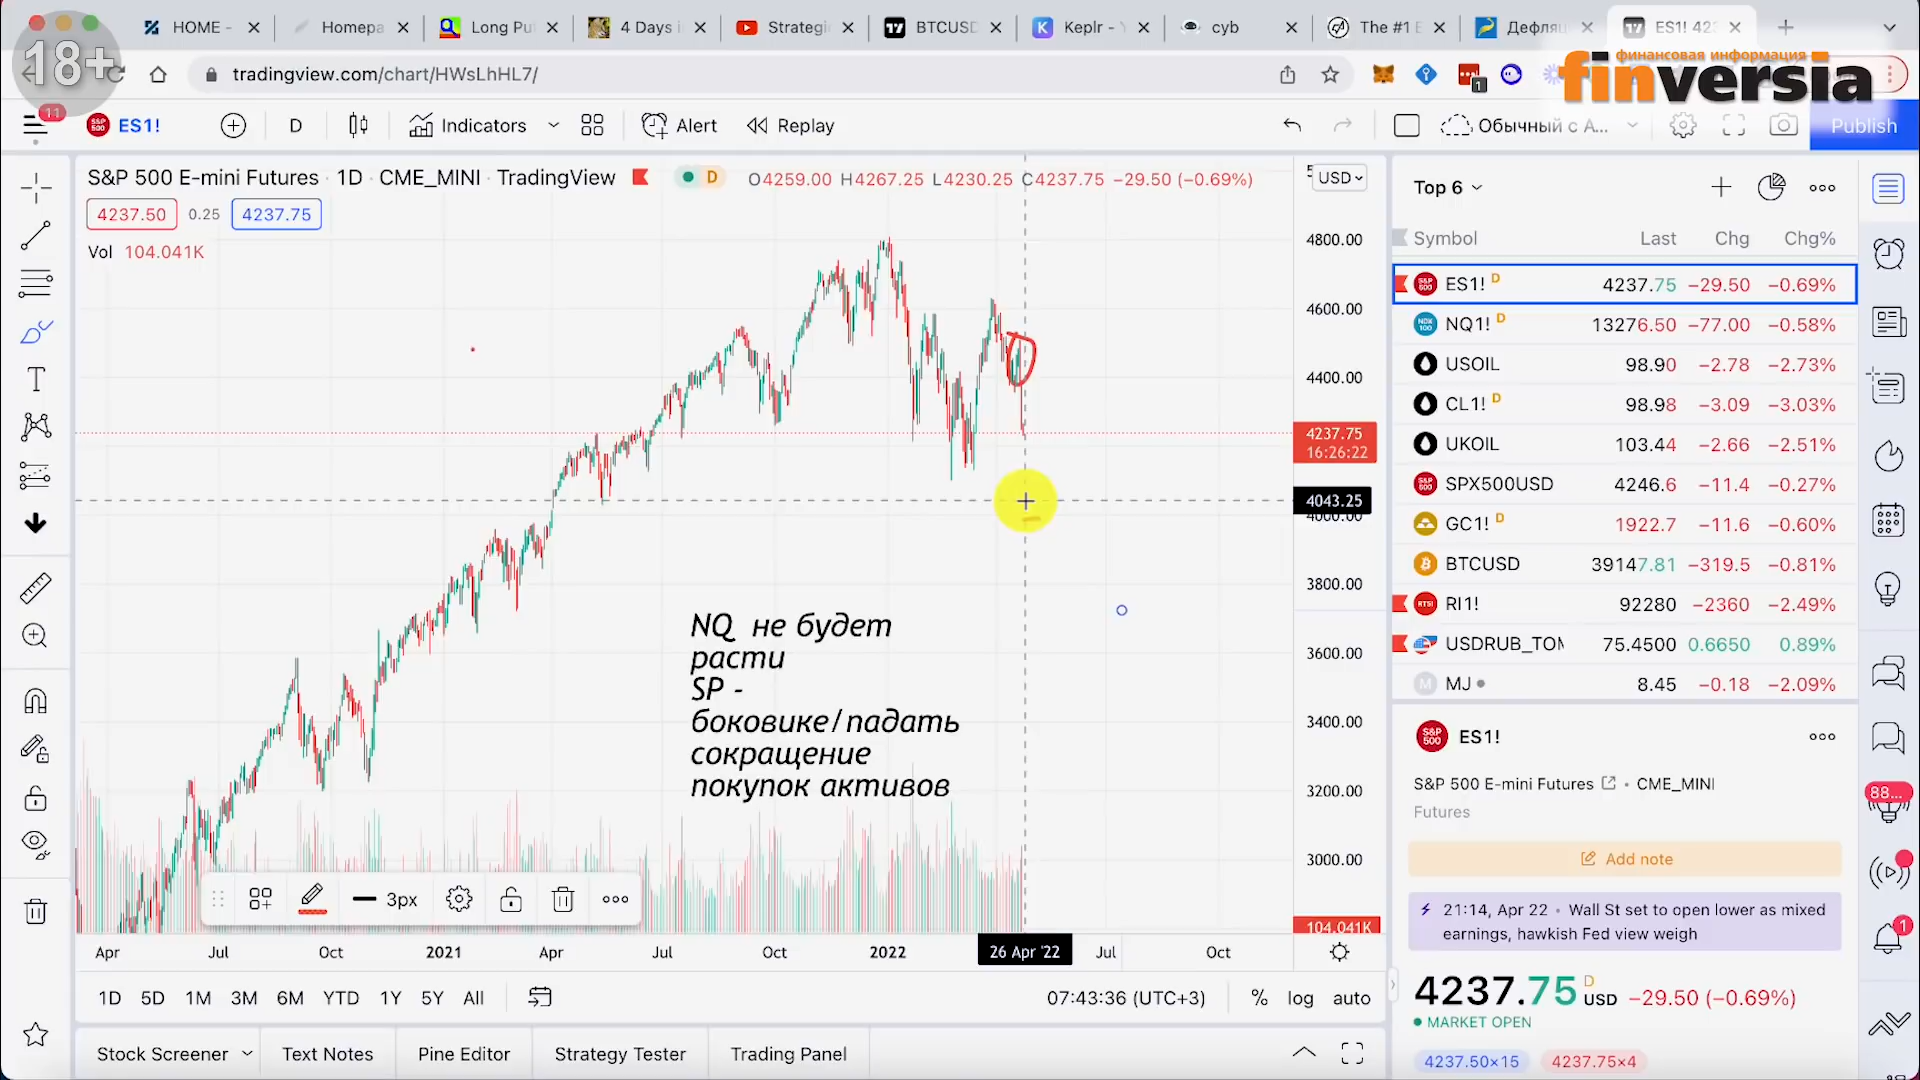 HOME -
Homepa
Long Pu
4 Days i
Strategi
BTCUSD
Keplr -
cyb
The #1 E
Дефляц
ES1! 423
18+
tradingview.com/chart/HWsLhHL7/
1
финансовая информация
finversia
11
ES1!
D
Indicators
Alert
Replay
Обычный с А...
Publish
S&P 500 E-mini Futures · 1D · CME_MINI · TradingView
D
O4259.00 H4267.25 L4230.25 C4237.75 −29.50 (−0.69%)
USD
4237.50
0.25
4237.75
Vol 104.041K
4800.00
4600.00
4400.00
4237.75
16:26:22
4043.25
4000.00
3800.00
3600.00
3400.00
3200.00
3000.00
104.041K
NQ не будет
расти
SP -
боковике/падать
сокращение
покупок активов
3px
Apr
Jul
Oct
2021
Apr
Jul
Oct
2022
26 Apr '22
Jul
Oct
1D 5D 1M 3M 6M YTD 1Y 5Y All
07:43:36 (UTC+3)
% log auto
Stock Screener
Text Notes
Pine Editor
Strategy Tester
Trading Panel
Top 6
Symbol Last Chg Chg%
ES1! D 4237.75 −29.50 −0.69%
NQ1! D 13276.50 −77.00 −0.58%
USOIL 98.90 −2.78 −2.73%
CL1! D 98.98 −3.09 −3.03%
UKOIL 103.44 −2.66 −2.51%
SPX500USD 4246.6 −11.4 −0.27%
GC1! D 1922.7 −11.6 −0.60%
BTCUSD 39147.81 −319.5 −0.81%
RI1! 92280 −2360 −2.49%
USDRUB_TOM 75.4500 0.6650 0.89%
M MJ 8.45 −0.18 −2.09%
S&P 500 ES1!
S&P 500 E-mini Futures · CME_MINI
Futures
Add note
21:14, Apr 22 · Wall St set to open lower as mixed
earnings, hawkish Fed view weigh
4237.75 D USD −29.50 (−0.69%)
MARKET OPEN
4237.50×15
4237.75×4
88...
1